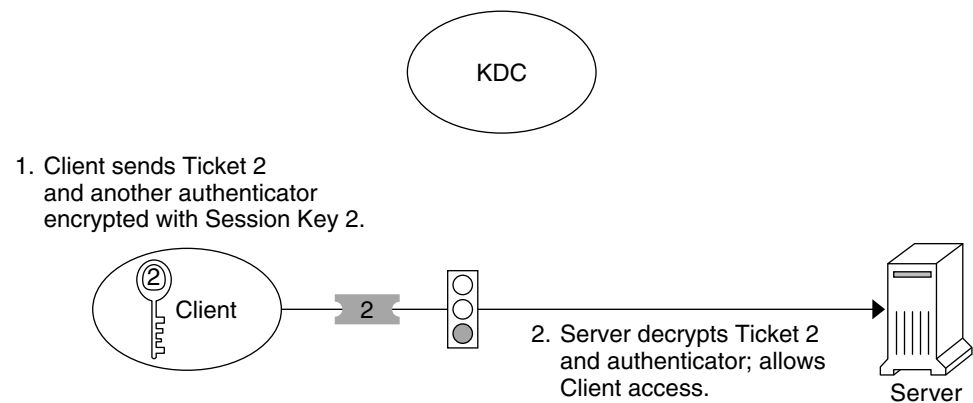 KDC
1. Client sends Ticket 2
and another authenticator
encrypted with Session Key 2.
2
Client
2
2. Server decrypts Ticket 2
and authenticator; allows
Client access.
Server